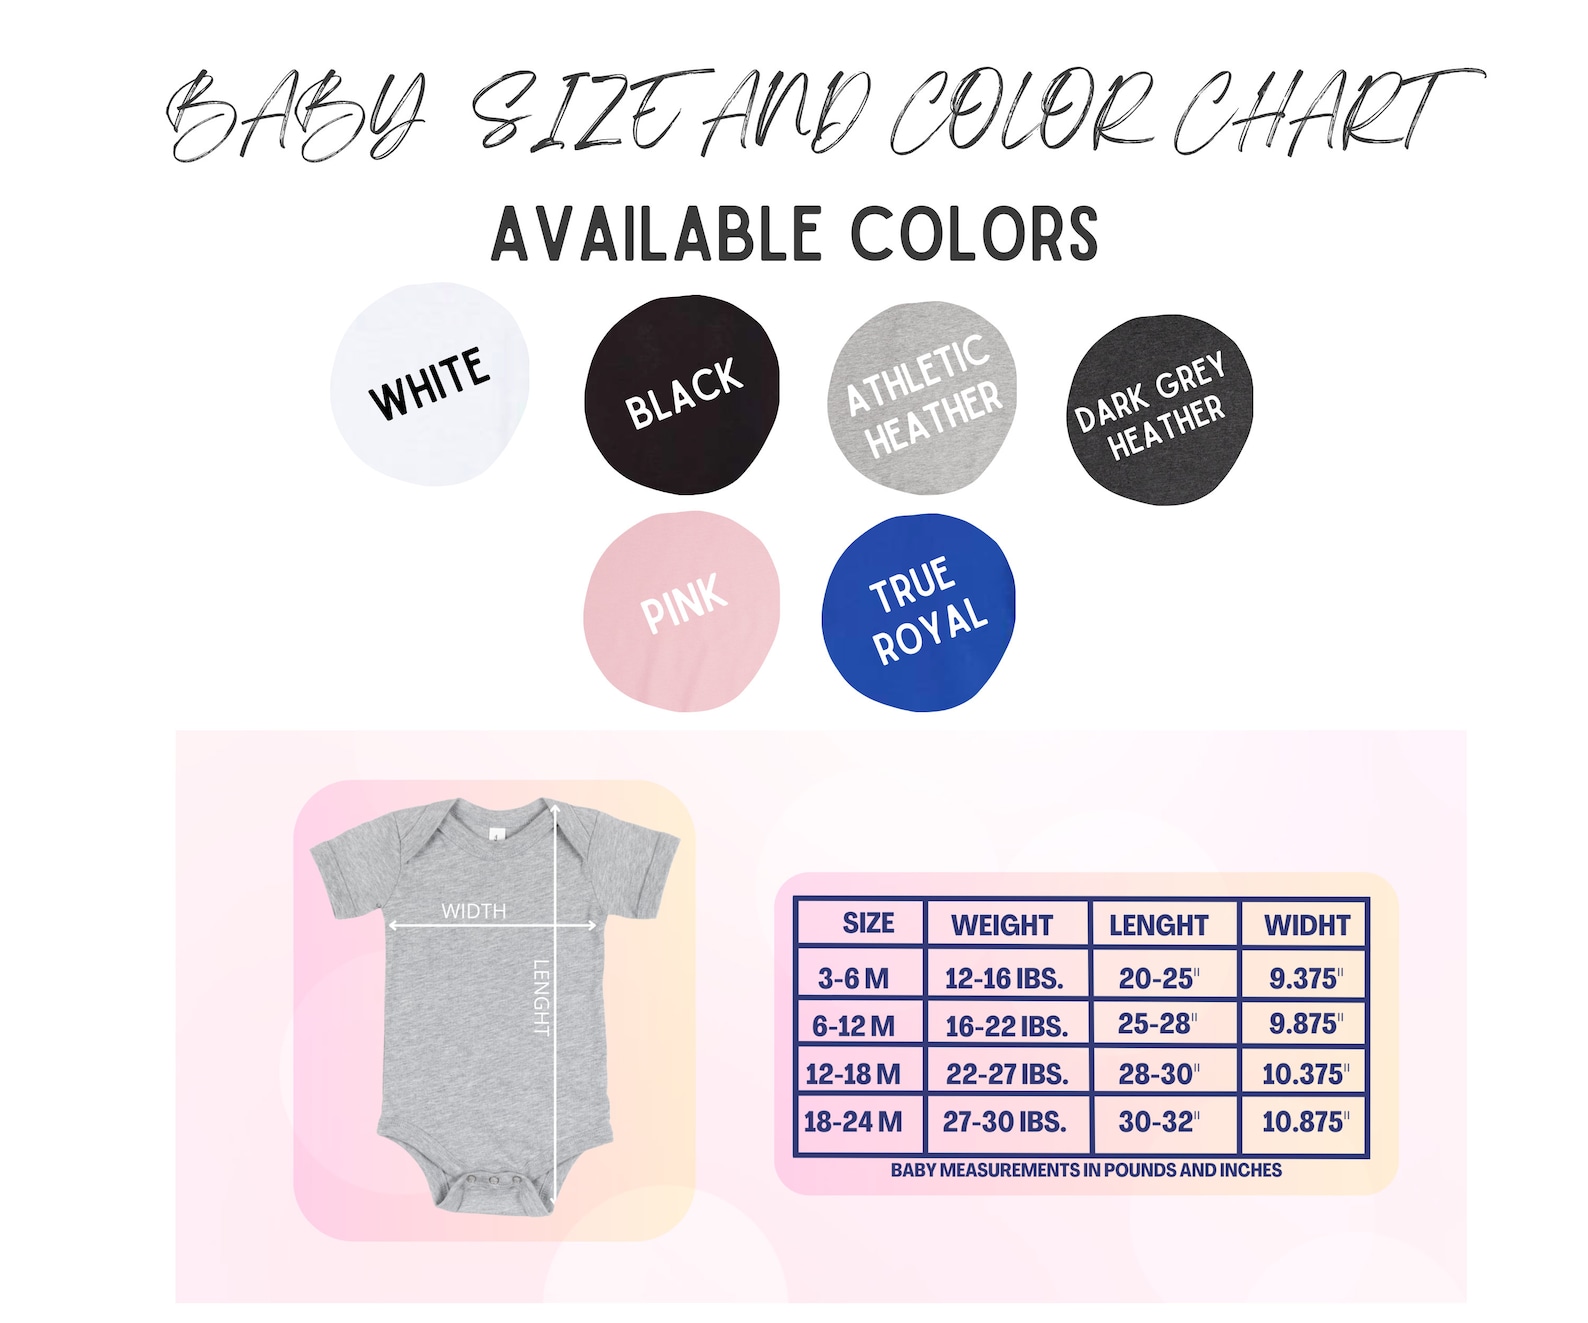 BABY SIZE AND COLOR CHART
AVAILABLE COLORS
WHITE
BLACK
ATHLETIC
HEATHER
DARK GREY
HEATHER
PINK
TRUE
ROYAL
WIDTH
LENGHT
SIZE WEIGHT LENGHT WIDHT
3-6 M 12-16 IBS. 20-25" 9.375"
6-12 M 16-22 IBS. 25-28" 9.875"
12-18 M 22-27 IBS. 28-30" 10.375"
18-24 M 27-30 IBS. 30-32" 10.875"
BABY MEASUREMENTS IN POUNDS AND INCHES